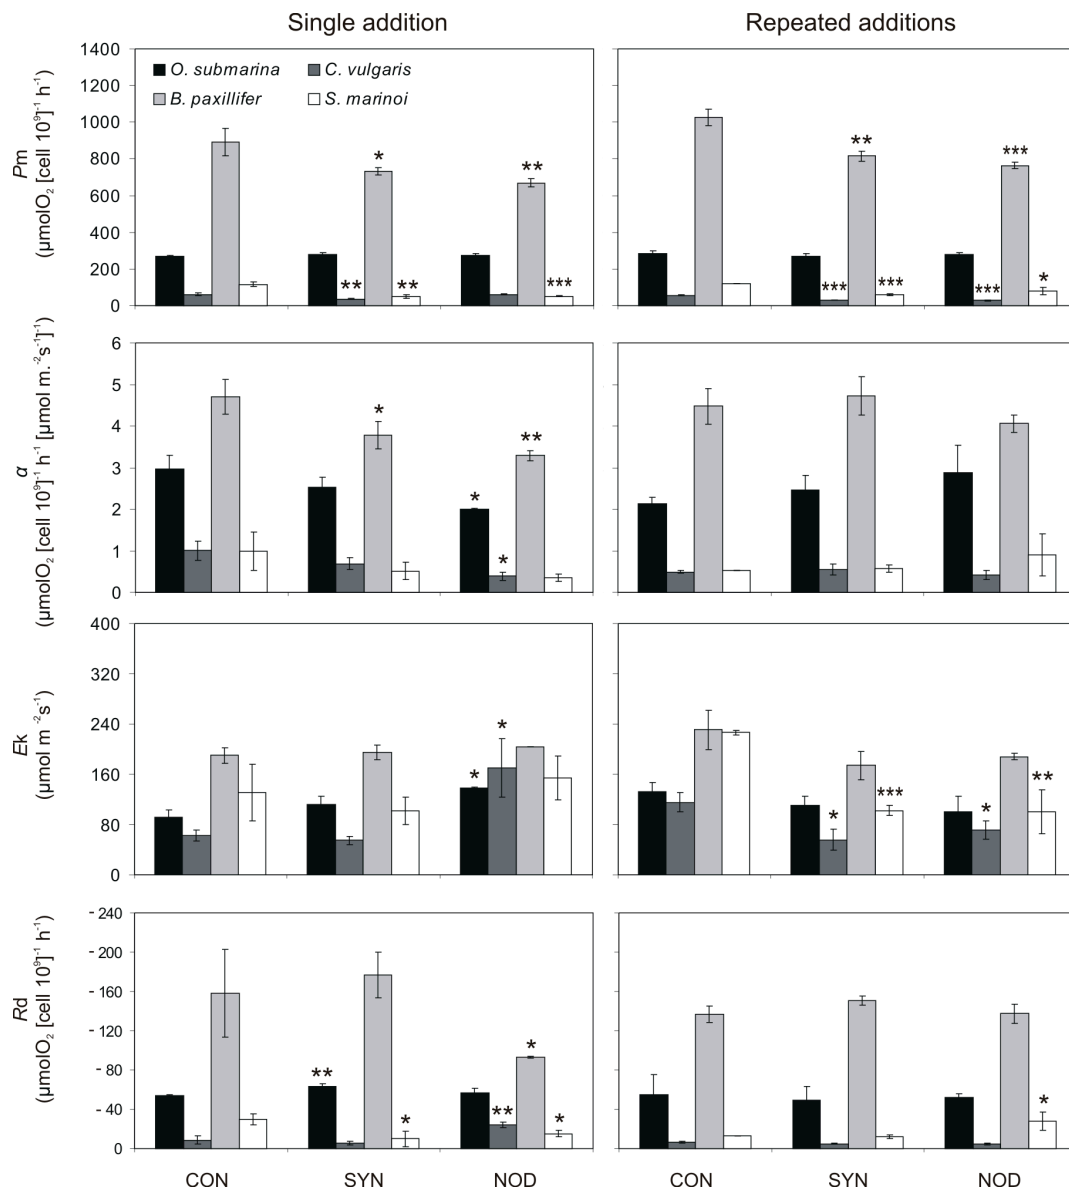 Single addition Repeated additions
1400
1200
1000
800
600
400
200
0
Pm
(µmolO2 [cell 10^9]^-1 h^-1)
O. submarina C. vulgaris
B. paxillifer S. marinoi
* ** ** ** ***
** *** *** *** *** *
6
5
4
3
2
1
0
α
(µmolO2 [cell 10^9]^-1 h^-1 [µmol m.^-2s^-1]^-1)
* * ** *
400
320
240
160
80
0
Ek
(µmol m ^-2s^-1)
* *
* *** * **
- 240
- 200
- 160
- 120
- 80
- 40
0
Rd
(µmolO2 [cell 10^9]^-1 h^-1)
** * ** * *
*
CON SYN NOD CON SYN NOD